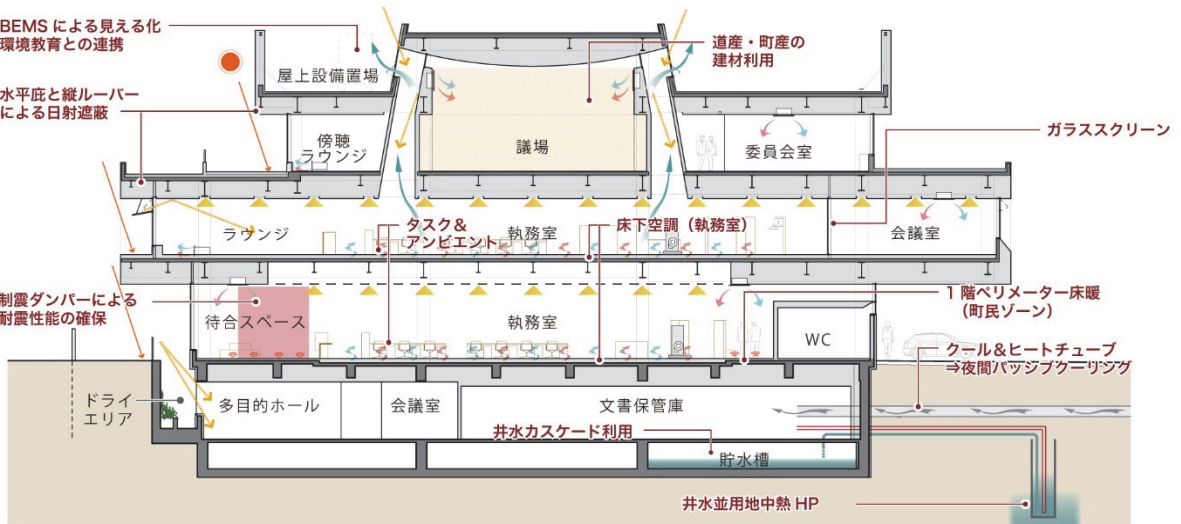 BEMS による見える化
環境教育との連携
屋上設備置場
道産・町産の
建材利用
水平庇と縦ルーバー
による日射遮蔽
傍聴
ラウンジ
議場
委員会室
ガラススクリーン
ラウンジ
タスク＆
アンビエント
執務室
床下空調（執務室）
会議室
制震ダンパーによる
耐震性能の確保
待合スペース
執務室
WC
1 階ペリメーター床暖
（町民ゾーン）
クール＆ヒートチューブ
⇒夜間パッシブクーリング
ドライ
エリア
多目的ホール
会議室
文書保管庫
井水カスケード利用
貯水槽
井水並用地中熱 HP